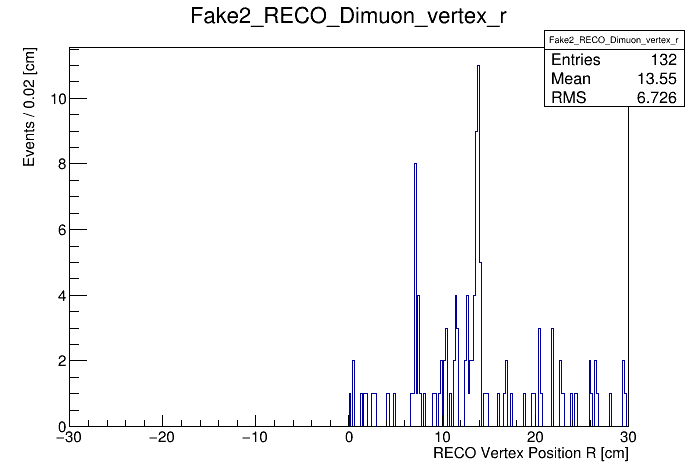 Fake2_RECO_Dimuon_vertex_r
Fake2_RECO_Dimuon_vertex_r
Entries 132
Mean 13.55
RMS 6.726
Events / 0.02 [cm]
10
8
6
4
2
0
−30 −20 −10 0 10 20 30
RECO Vertex Position R [cm]